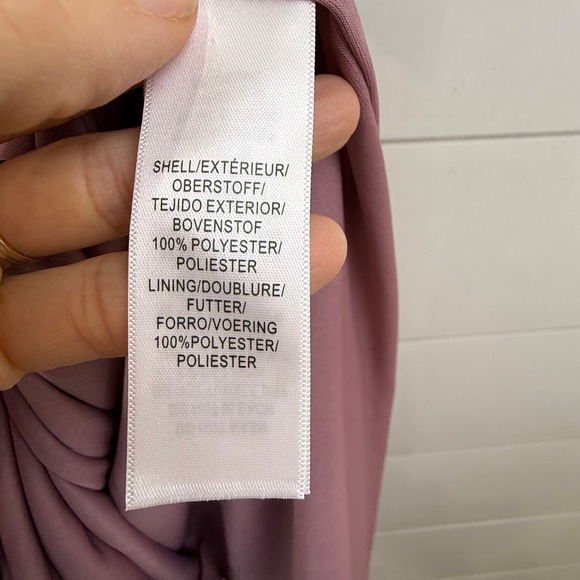 SHELL/EXTÉRIEUR/
OBERSTOFF/
TEJIDO EXTERIOR/
BOVENSTOF
100% POLYESTER/
POLIESTER
LINING/DOUBLURE/
FUTTER/
FORRO/VOERING
100%POLYESTER/
POLIESTER